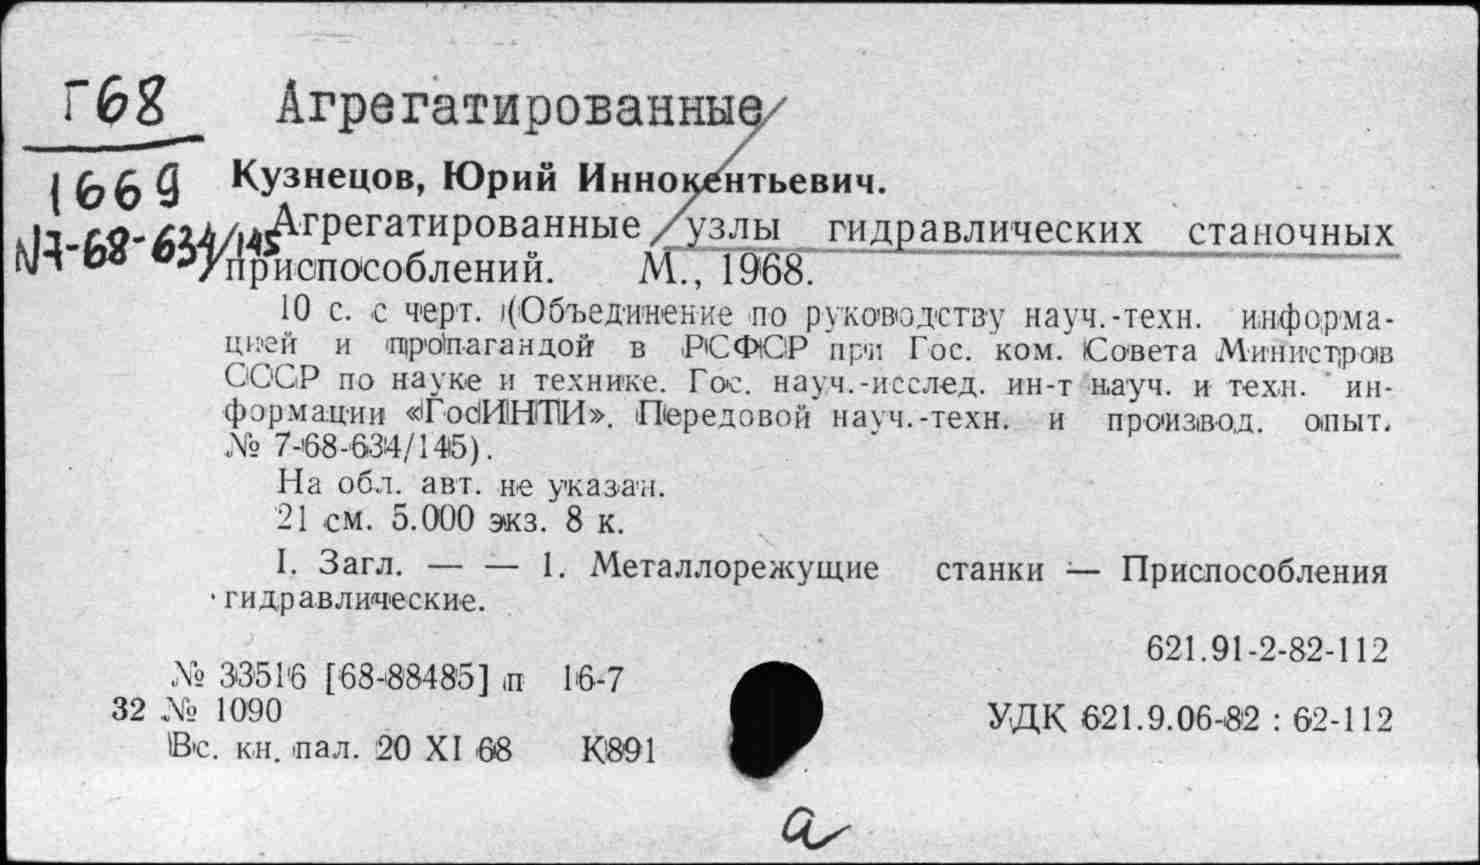 Г68 Агрегатированные/
1669 Кузнецов, Юрий Иннокентьевич.
№7-68-634/145 Агрегатированные / узлы гидравлических станочных
приспособлений. М., 1968.
10 с. с черт. (Объединение по руководству науч.-техн. информа-
цией и пропагандой в РСФСР при Гос. ком. Совета Министров
СССР по науке и технике. Гос. науч.-исслед. ин-т науч. и техн. ин-
формации «ГосИНТИ». Передовой науч.-техн. и производ. опыт.
№ 7-68-634/145).
На обл. авт. не указан.
21 см. 5.000 экз. 8 к.
I. Загл. — — 1. Металлорежущие станки — Приспособления
гидравлические.
621.91-2-82-112
№ 33516 [68-88485] п 16-7
32 № 1090
УДК 621.9.06-82 : 62-112
Вс. кн. пал. 20 XI 68 К891
а